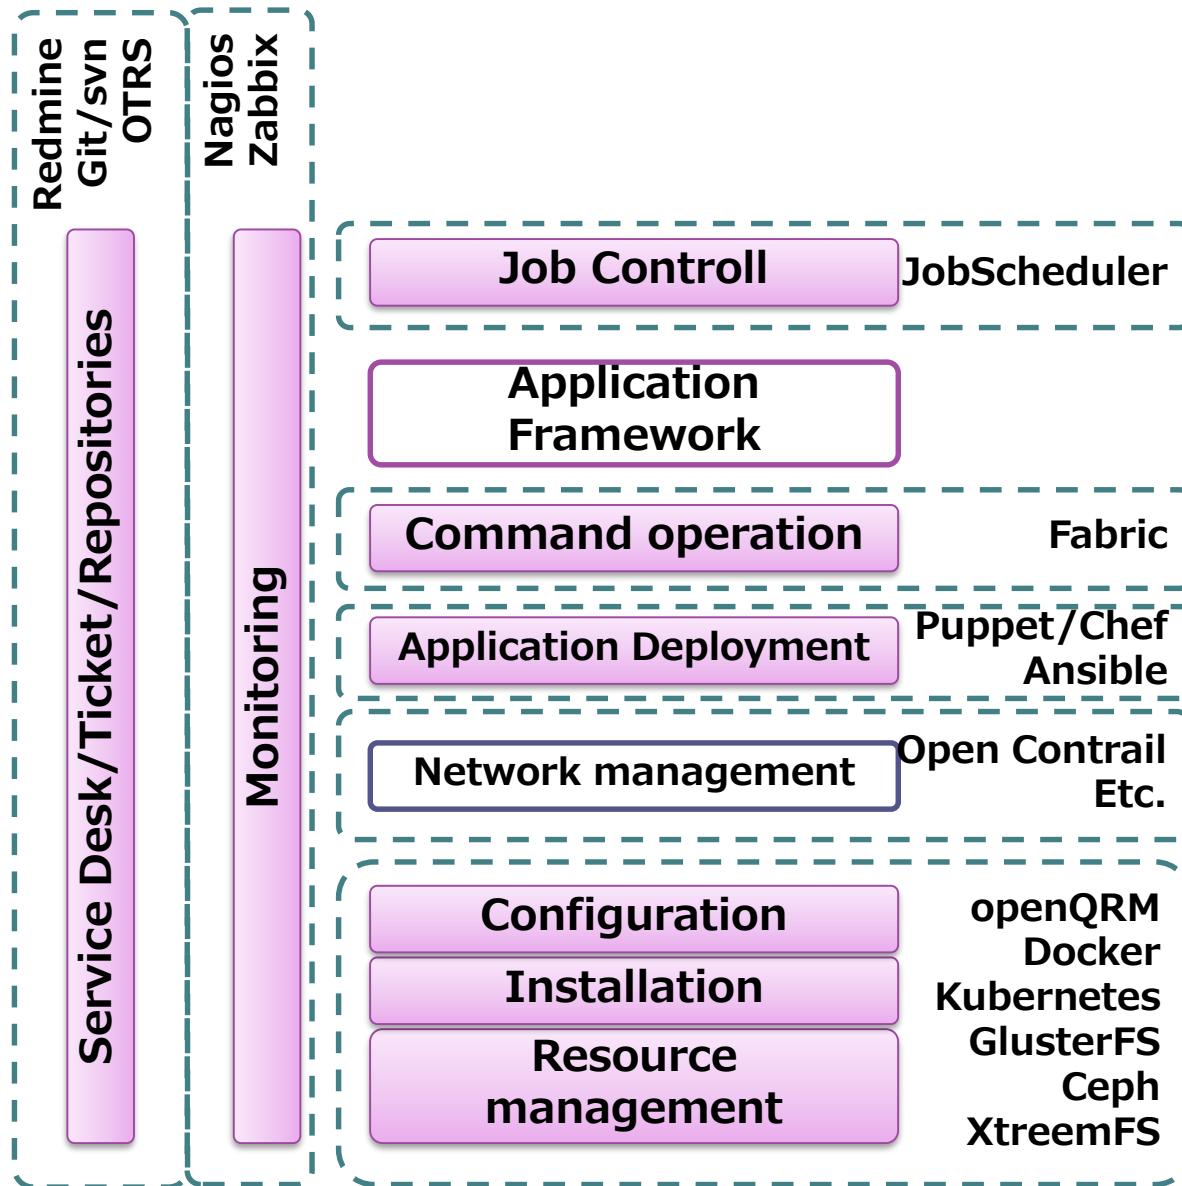 Redmine
Git/svn
OTRS
Service Desk/Ticket/Repositories
Nagios
Zabbix
Monitoring
Job Controll
JobScheduler
Application
Framework
Command operation
Fabric
Application Deployment
Puppet/Chef
Ansible
Network management
Open Contrail
Etc.
Configuration
Installation
Resource
management
openQRM
Docker
Kubernetes
GlusterFS
Ceph
XtreemFS